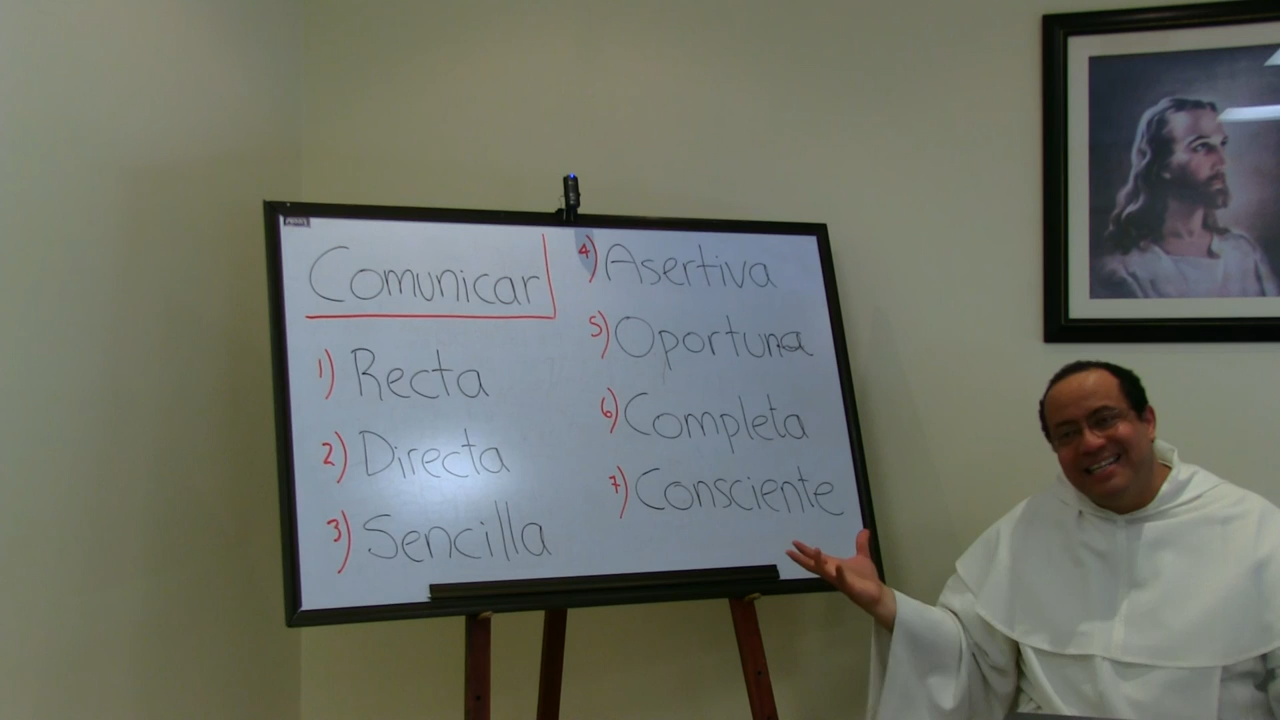 Comunicar
1) Recta
2) Directa
3) Sencilla
4) Asertiva
5) Oportuna
6) Completa
7) Consciente